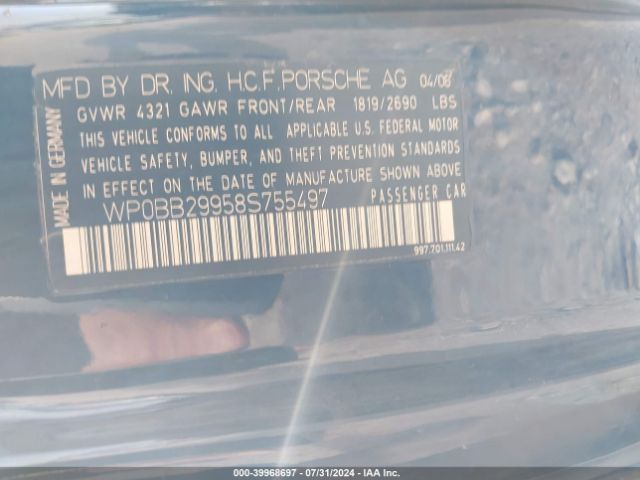 MFD BY DR. ING. H.C.F. PORSCHE AG 04/08
GVWR 4321 GAWR FRONT/REAR 1819/2690 LBS
THIS VEHICLE CONFORMS TO ALL APPLICABLE U.S. FEDERAL MOTOR
VEHICLE SAFETY, BUMPER, AND THEFT PREVENTION STANDARDS
IN EFFECT ON THE DATE OF MANUFACTURE SHOWN ABOVE
WP0BB29958S755497 PASSENGER CAR
997.701.111.42
MADE IN GERMANY
000-39968697 / 07/31/2024 - IAA Inc.